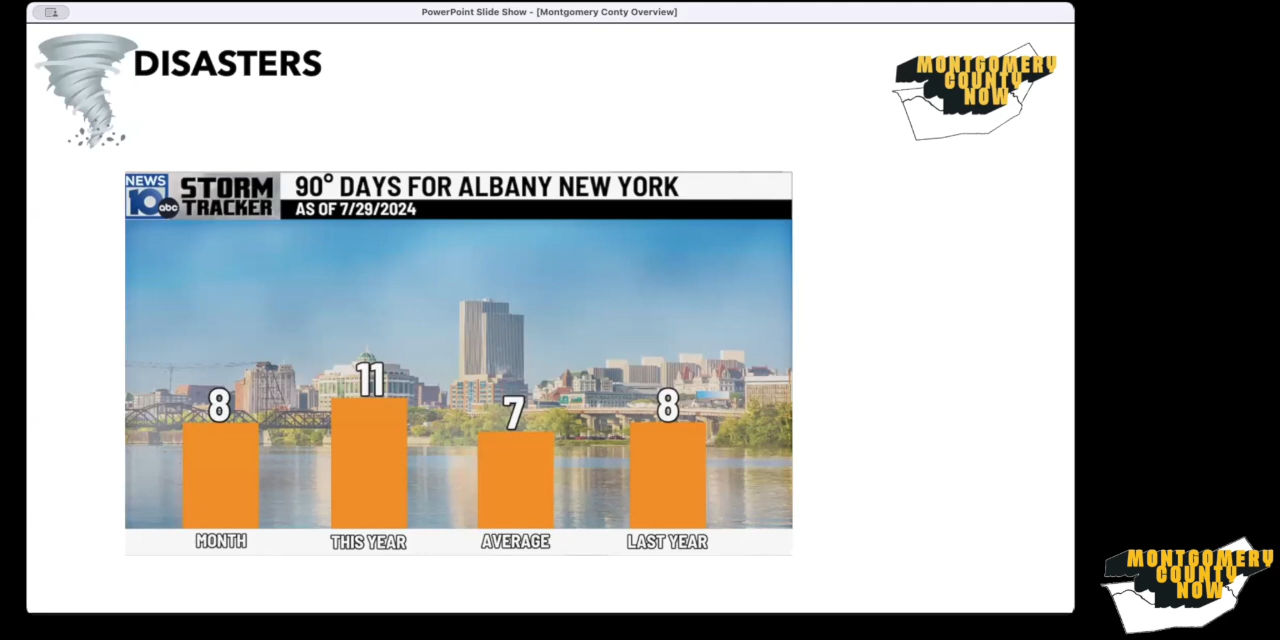 PowerPoint Slide Show - [Montgomery Conty Overview]
DISASTERS
MONTGOMERY
COUNTY
NOW
NEWS
10
abc
STORM
TRACKER
90° DAYS FOR ALBANY NEW YORK
AS OF 7/29/2024
8
11
7
8
MONTH
THIS YEAR
AVERAGE
LAST YEAR
MONTGOMERY
COUNTY
NOW